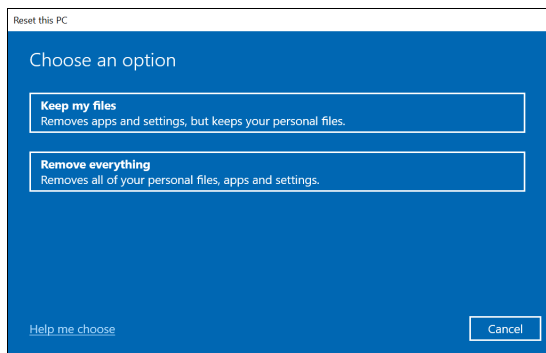 Reset this PC
Choose an option
Keep my files
Removes apps and settings, but keeps your personal files.
Remove everything
Removes all of your personal files, apps and settings.
Help me choose
Cancel